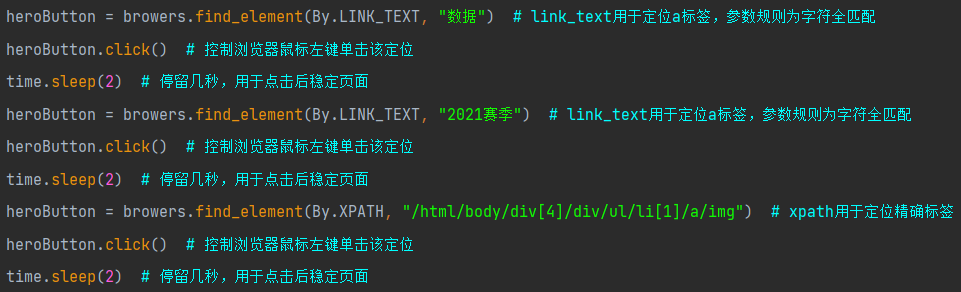 heroButton = browers.find_element(By.LINK_TEXT, "数据")  # link_text用于定位a标签，参数规则为字符全匹配
heroButton.click()  # 控制浏览器鼠标左键单击该定位
time.sleep(2)  # 停留几秒，用于点击后稳定页面
heroButton = browers.find_element(By.LINK_TEXT, "2021赛季")  # link_text用于定位a标签，参数规则为字符全匹配
heroButton.click()  # 控制浏览器鼠标左键单击该定位
time.sleep(2)  # 停留几秒，用于点击后稳定页面
heroButton = browers.find_element(By.XPATH, "/html/body/div[4]/div/ul/li[1]/a/img")  # xpath用于定位精确标签
heroButton.click()  # 控制浏览器鼠标左键单击该定位
time.sleep(2)  # 停留几秒，用于点击后稳定页面